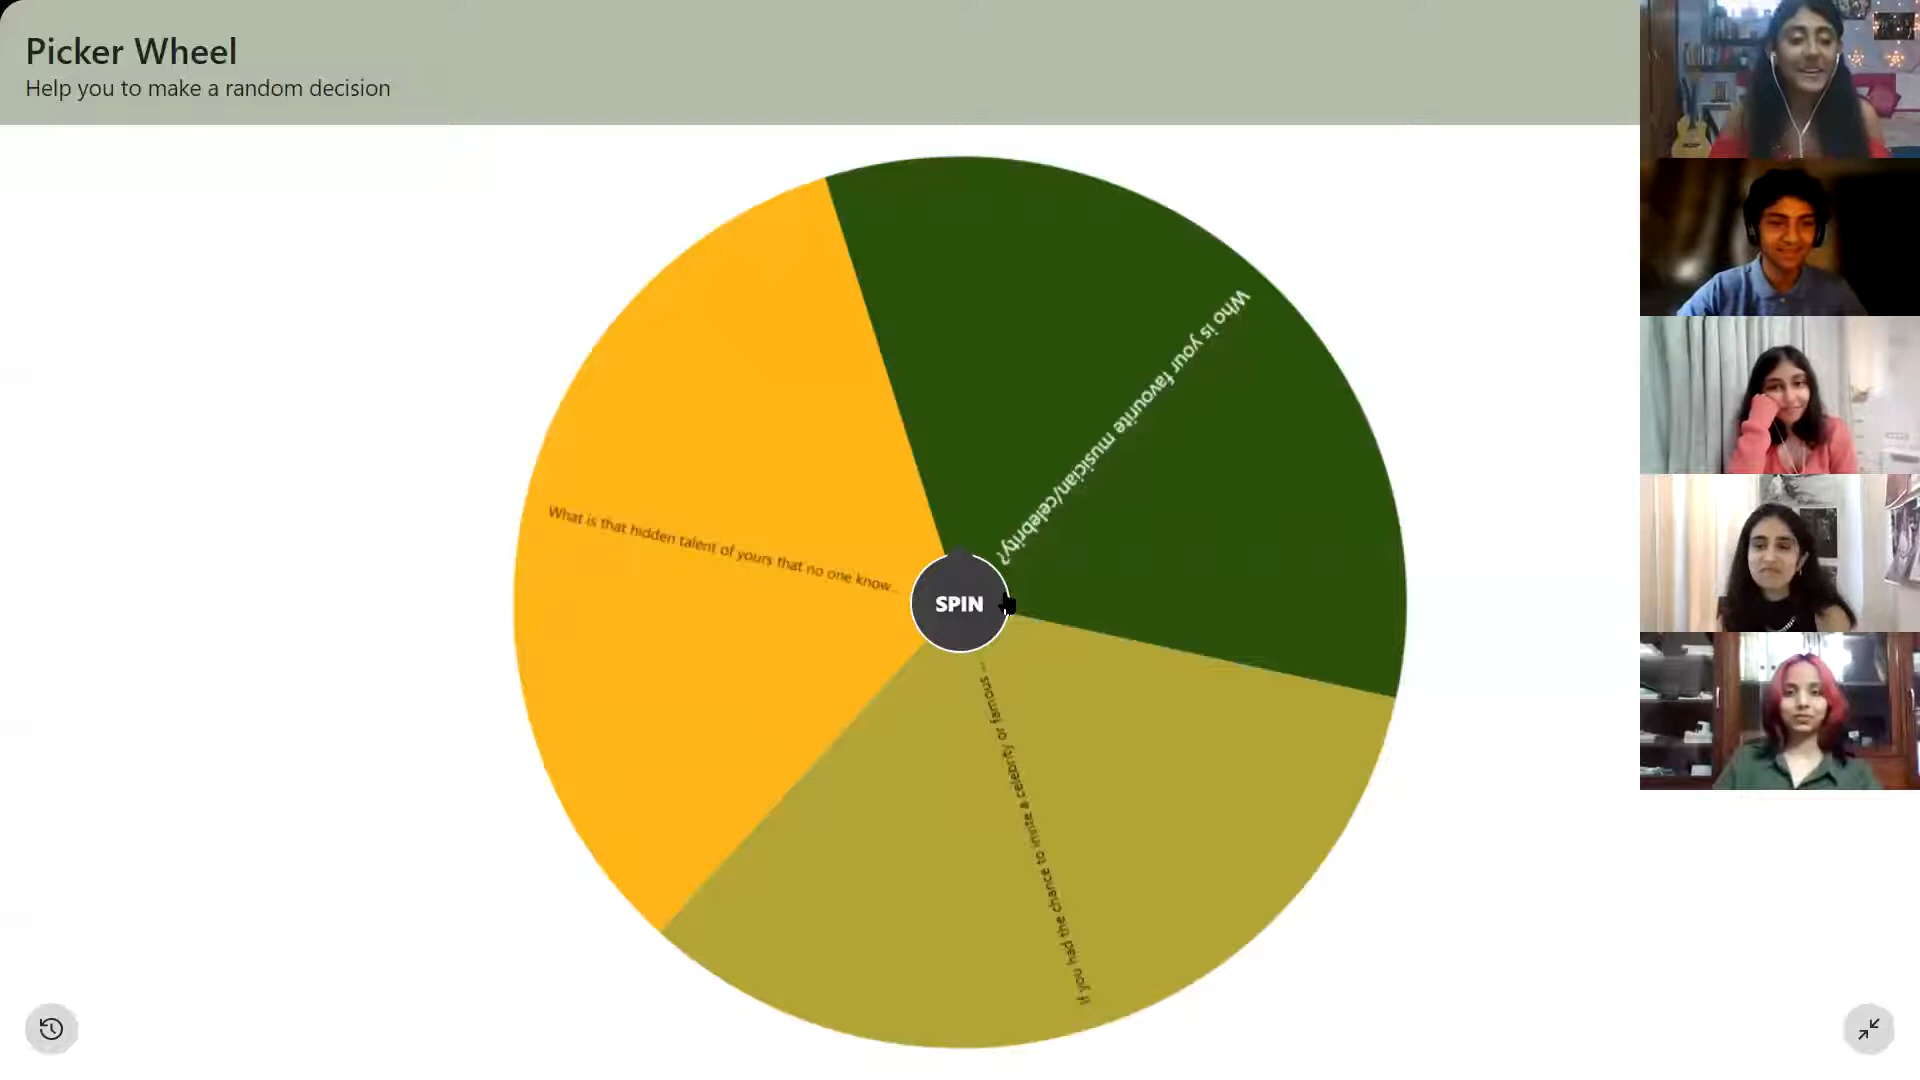 Picker Wheel
Help you to make a random decision
Who is your favourite musician/celebrity?
What is that hidden talent of yours that no one know...
SPIN
If you had the chance to invite a celebrity or famous ...